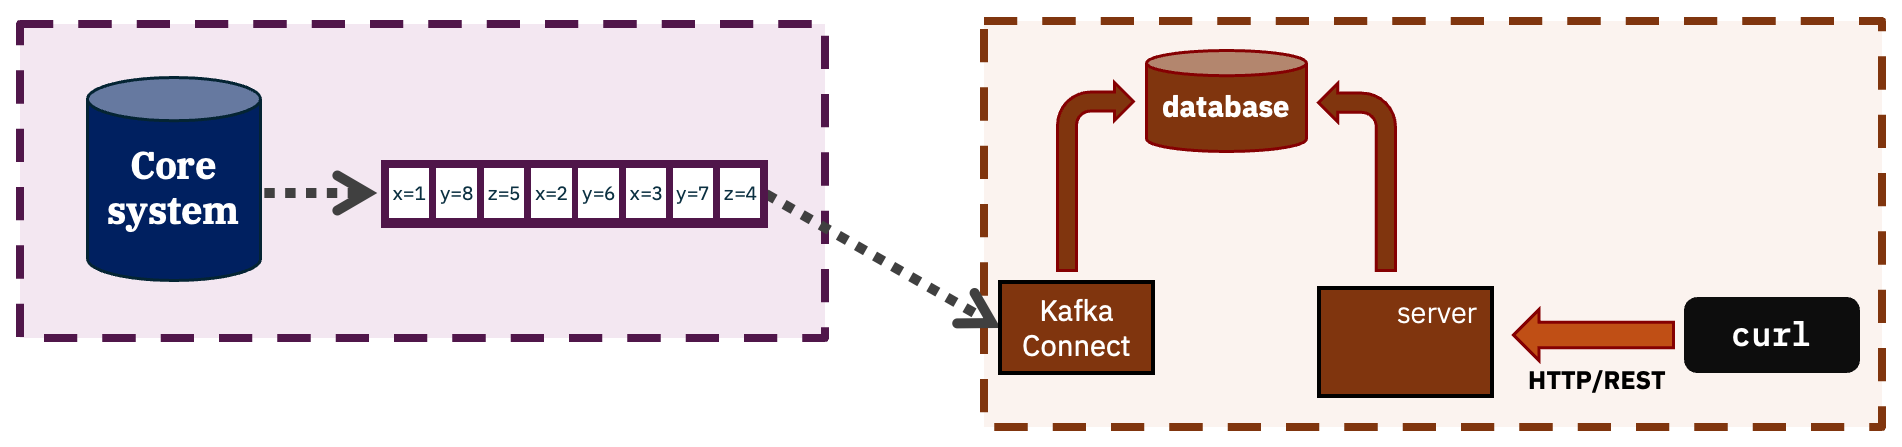 Core
system
x=1 y=8 z=5 x=2 y=6 x=3 y=7 z=4
database
Kafka
Connect
server
HTTP/REST
curl